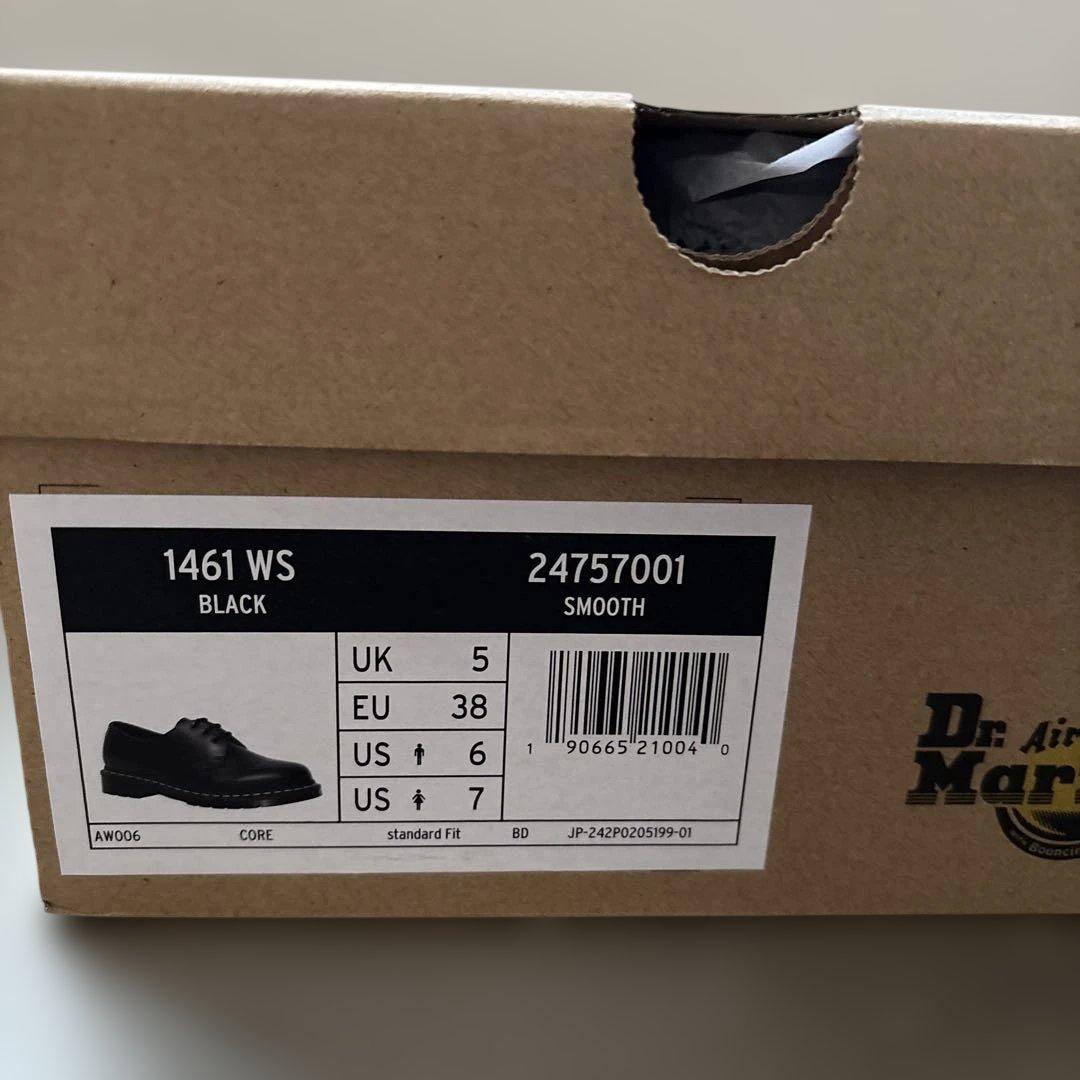 1461 WS
BLACK
24757001
SMOOTH
UK 5
EU 38
US 6
US 7
1 90665 21004 0
AW006 CORE standard Fit BD JP-242P0205199-01
Dr.
Air
Mar
Bouncin